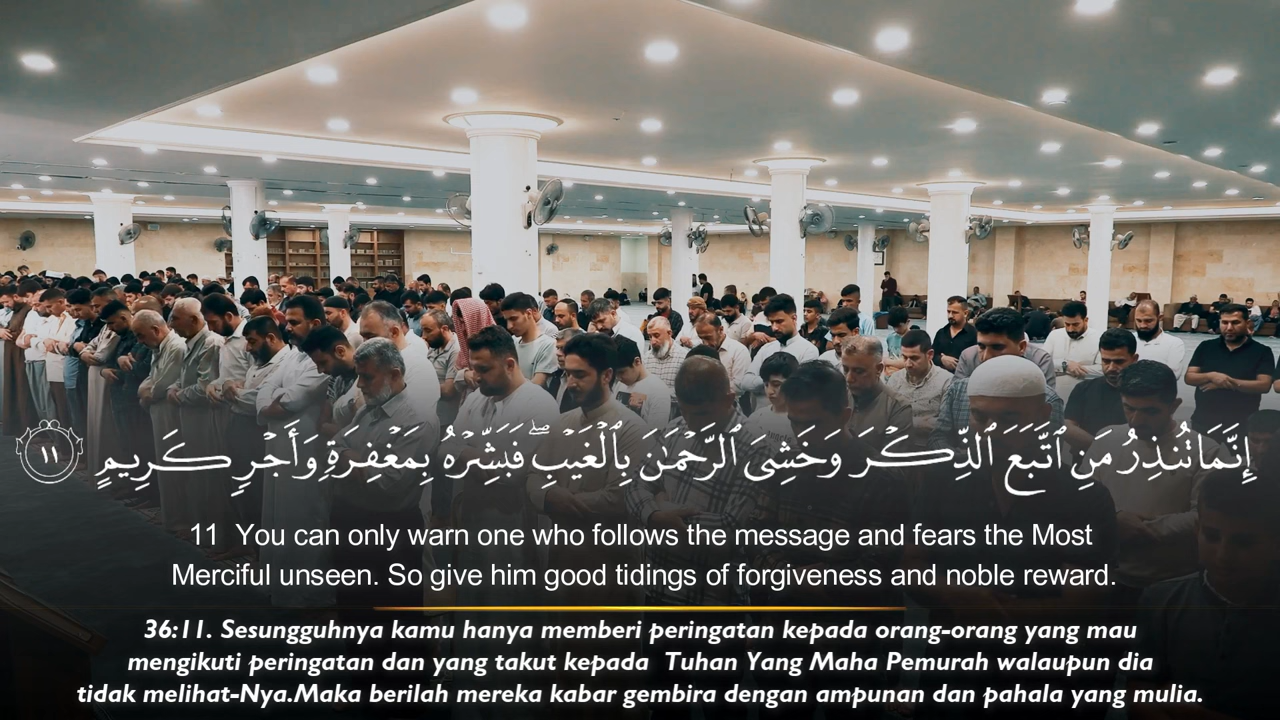 إِنَّمَا تُنذِرُ مَنِ ٱتَّبَعَ ٱلذِّكْرَ وَخَشِىَ ٱلرَّحْمَٰنَ بِٱلْغَيْبِ ۖ فَبَشِّرْهُ بِمَغْفِرَةٍ وَأَجْرٍ كَرِيمٍ ١١
11 You can only warn one who follows the message and fears the Most
Merciful unseen. So give him good tidings of forgiveness and noble reward.
36:11. Sesungguhnya kamu hanya memberi peringatan kepada orang-orang yang mau
mengikuti peringatan dan yang takut kepada Tuhan Yang Maha Pemurah walaupun dia
tidak melihat-Nya.Maka berilah mereka kabar gembira dengan ampunan dan pahala yang mulia.